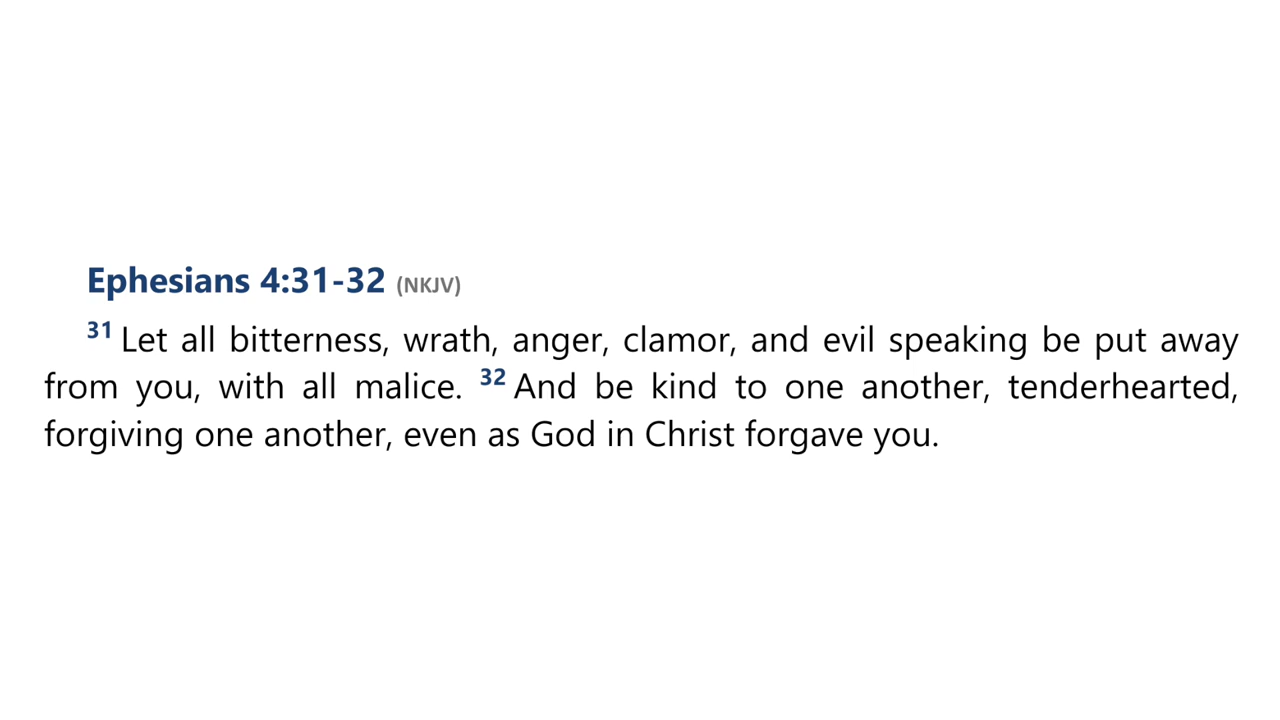 Ephesians 4:31-32 (NKJV)
31 Let all bitterness, wrath, anger, clamor, and evil speaking be put away
from you, with all malice. 32 And be kind to one another, tenderhearted,
forgiving one another, even as God in Christ forgave you.